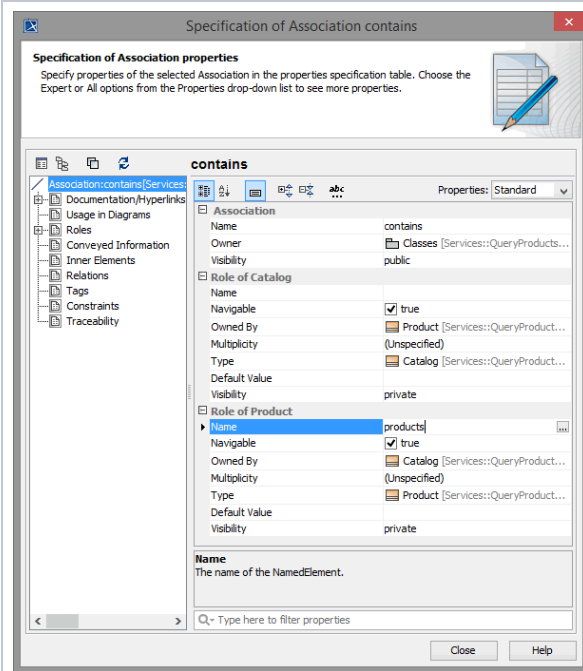 Specification of Association contains
Specification of Association properties
Specify properties of the selected Association in the properties specification table. Choose the
Expert or All options from the Properties drop-down list to see more properties.
contains
Association:contains[Services:
Documentation/Hyperlinks
Usage in Diagrams
Roles
Conveyed Information
Inner Elements
Relations
Tags
Constraints
Traceability
Properties: Standard
Association
Name contains
Owner Classes [Services::QueryProducts...
Visibility public
Role of Catalog
Name
Navigable true
Owned By Product [Services::QueryProduct...
Multiplicity (Unspecified)
Type Catalog [Services::QueryProduct...
Default Value
Visibility private
Role of Product
Name products ...
Navigable true
Owned By Catalog [Services::QueryProduct...
Multiplicity (Unspecified)
Type Product [Services::QueryProduct...
Default Value
Visibility private
Name
The name of the NamedElement.
Type here to filter properties
Close Help